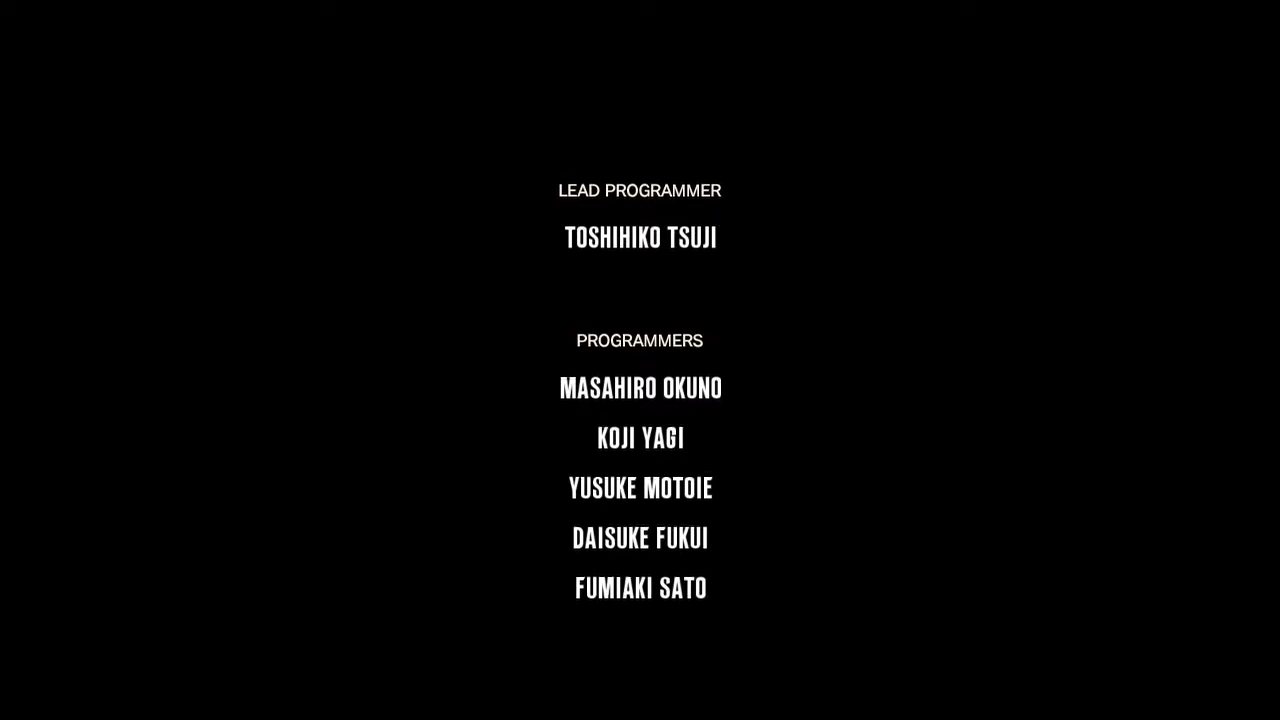 LEAD PROGRAMMER
TOSHIHIKO TSUJI
PROGRAMMERS
MASAHIRO OKUNO
KOJI YAGI
YUSUKE MOTOIE
DAISUKE FUKUI
FUMIAKI SATO